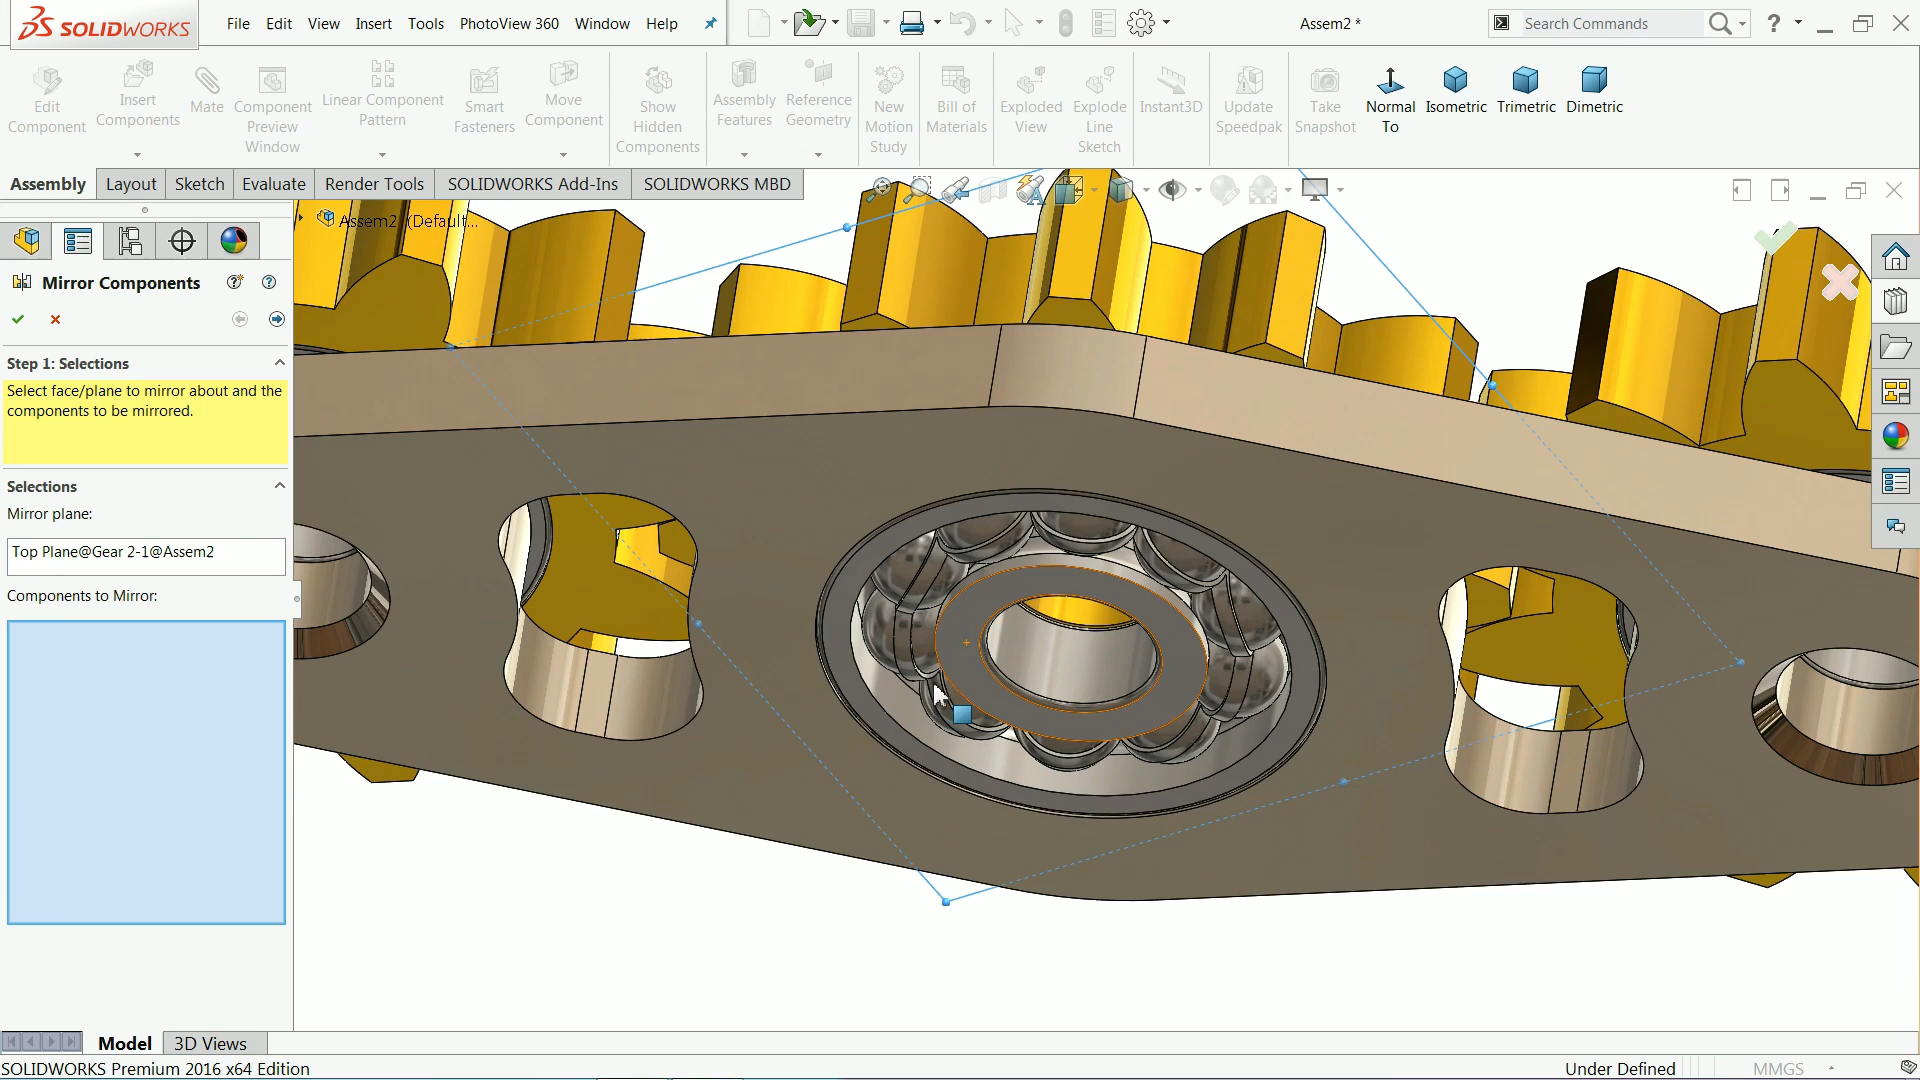 SOLIDWORKS
File Edit View Insert Tools PhotoView 360 Window Help
Assem2 *
Search Commands
Edit Component
Insert Components
Mate
Component Preview Window
Linear Component Pattern
Smart Fasteners
Move Component
Show Hidden Components
Assembly Features
Reference Geometry
New Motion Study
Bill of Materials
Exploded View
Explode Line Sketch
Instant3D
Update Speedpak
Take Snapshot
Normal To
Isometric
Trimetric
Dimetric
Assembly Layout Sketch Evaluate Render Tools SOLIDWORKS Add-Ins SOLIDWORKS MBD
Assem2 (Default...
Mirror Components
Step 1: Selections
Select face/plane to mirror about and the
components to be mirrored.
Selections
Mirror plane:
Top Plane@Gear 2-1@Assem2
Components to Mirror:
Model 3D Views
SOLIDWORKS Premium 2016 x64 Edition
Under Defined
MMGS